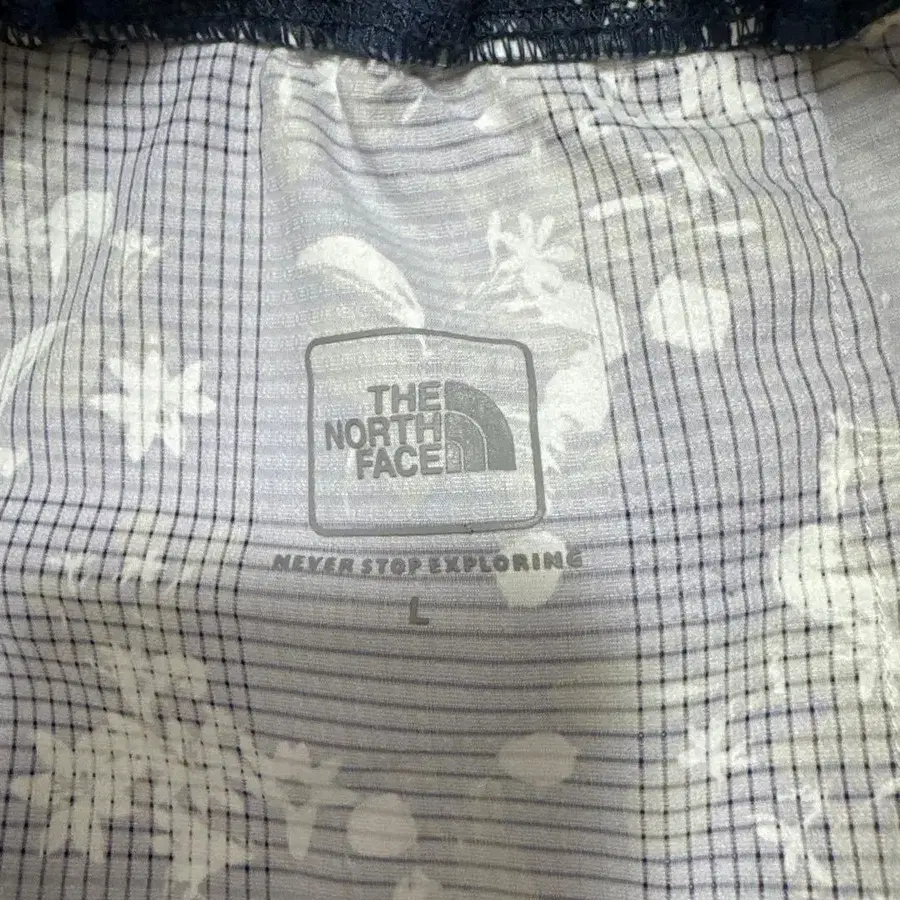 THE
NORTH
FACE
NEVER STOP EXPLORING
L